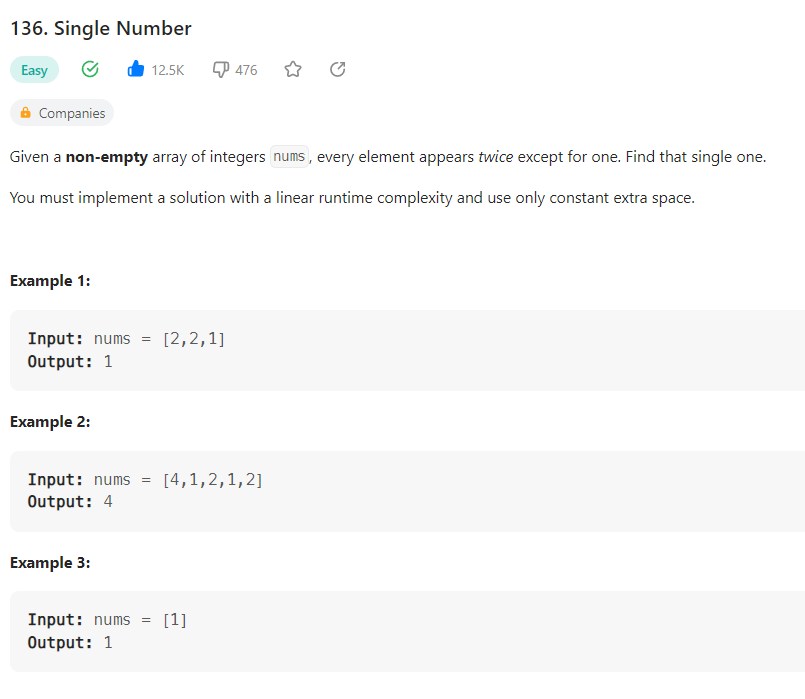 136. Single Number
Easy 12.5K 476
Companies
Given a non-empty array of integers nums, every element appears twice except for one. Find that single one.
You must implement a solution with a linear runtime complexity and use only constant extra space.
Example 1:
Input: nums = [2,2,1]
Output: 1
Example 2:
Input: nums = [4,1,2,1,2]
Output: 4
Example 3:
Input: nums = [1]
Output: 1